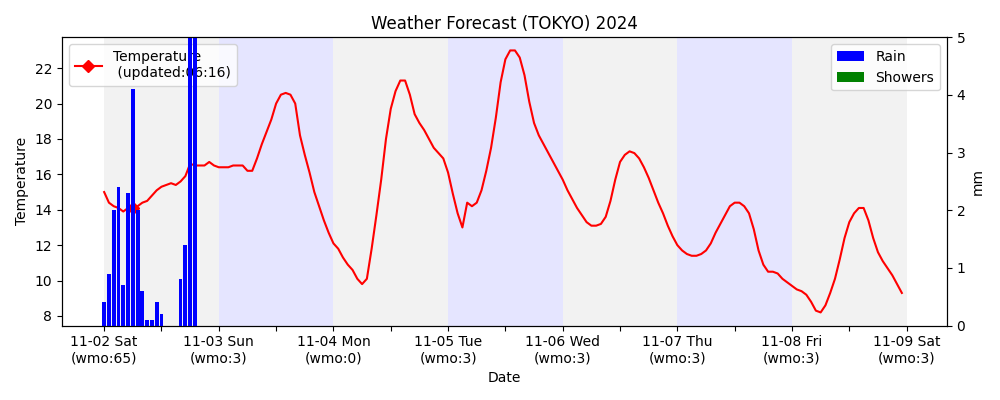 Weather Forecast (TOKYO) 2024
Temperature
(updated:06:16)
Rain
Showers
Temperature
22
20
18
16
14
12
10
8
5
4
3
2
1
0
mm
11-02 Sat
(wmo:65)
11-03 Sun
(wmo:3)
11-04 Mon
(wmo:0)
11-05 Tue
(wmo:3)
11-06 Wed
(wmo:3)
11-07 Thu
(wmo:3)
11-08 Fri
(wmo:3)
11-09 Sat
(wmo:3)
Date